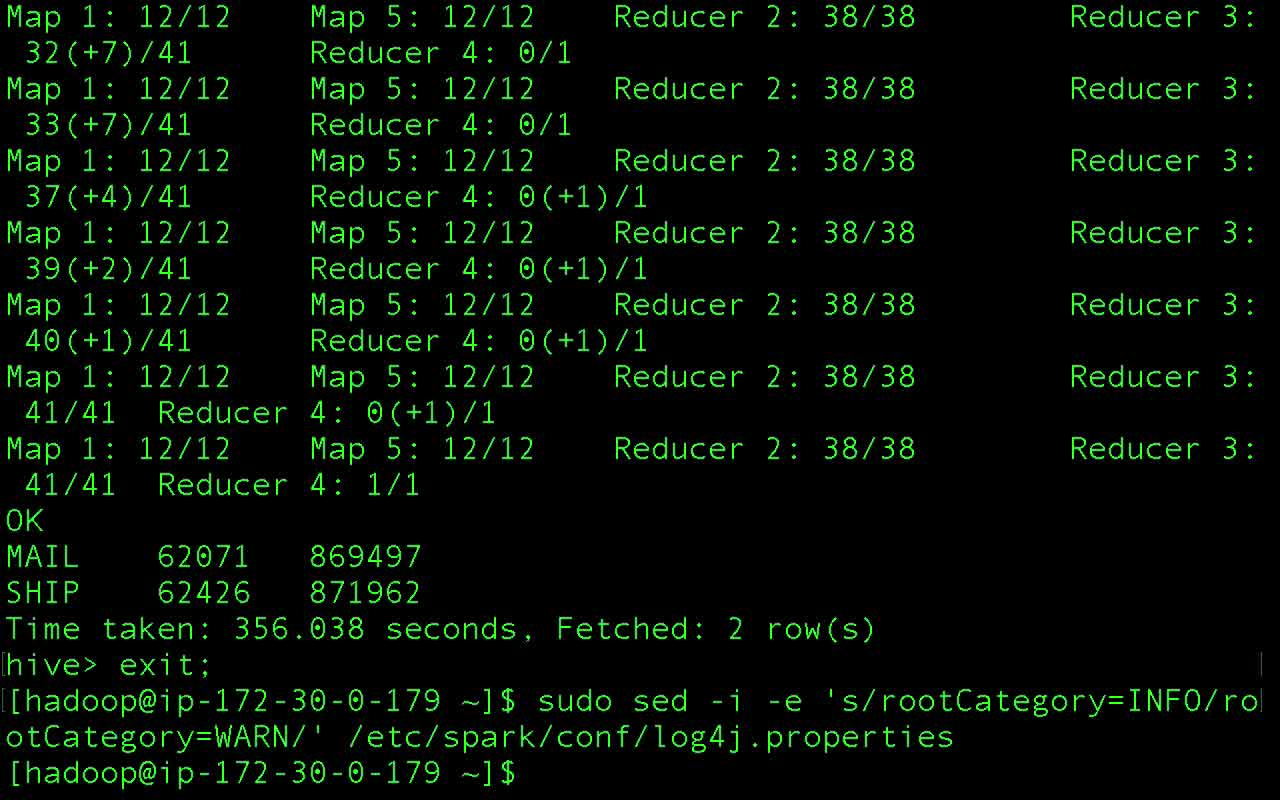 Map 1: 12/12    Map 5: 12/12    Reducer 2: 38/38        Reducer 3:
 32(+7)/41      Reducer 4: 0/1
Map 1: 12/12    Map 5: 12/12    Reducer 2: 38/38        Reducer 3:
 33(+7)/41      Reducer 4: 0/1
Map 1: 12/12    Map 5: 12/12    Reducer 2: 38/38        Reducer 3:
 37(+4)/41      Reducer 4: 0(+1)/1
Map 1: 12/12    Map 5: 12/12    Reducer 2: 38/38        Reducer 3:
 39(+2)/41      Reducer 4: 0(+1)/1
Map 1: 12/12    Map 5: 12/12    Reducer 2: 38/38        Reducer 3:
 40(+1)/41      Reducer 4: 0(+1)/1
Map 1: 12/12    Map 5: 12/12    Reducer 2: 38/38        Reducer 3:
 41/41  Reducer 4: 0(+1)/1
Map 1: 12/12    Map 5: 12/12    Reducer 2: 38/38        Reducer 3:
 41/41  Reducer 4: 1/1
OK
MAIL    62071   869497
SHIP    62426   871962
Time taken: 356.038 seconds, Fetched: 2 row(s)
hive> exit;
[hadoop@ip-172-30-0-179 ~]$ sudo sed -i -e 's/rootCategory=INFO/ro
otCategory=WARN/' /etc/spark/conf/log4j.properties
[hadoop@ip-172-30-0-179 ~]$